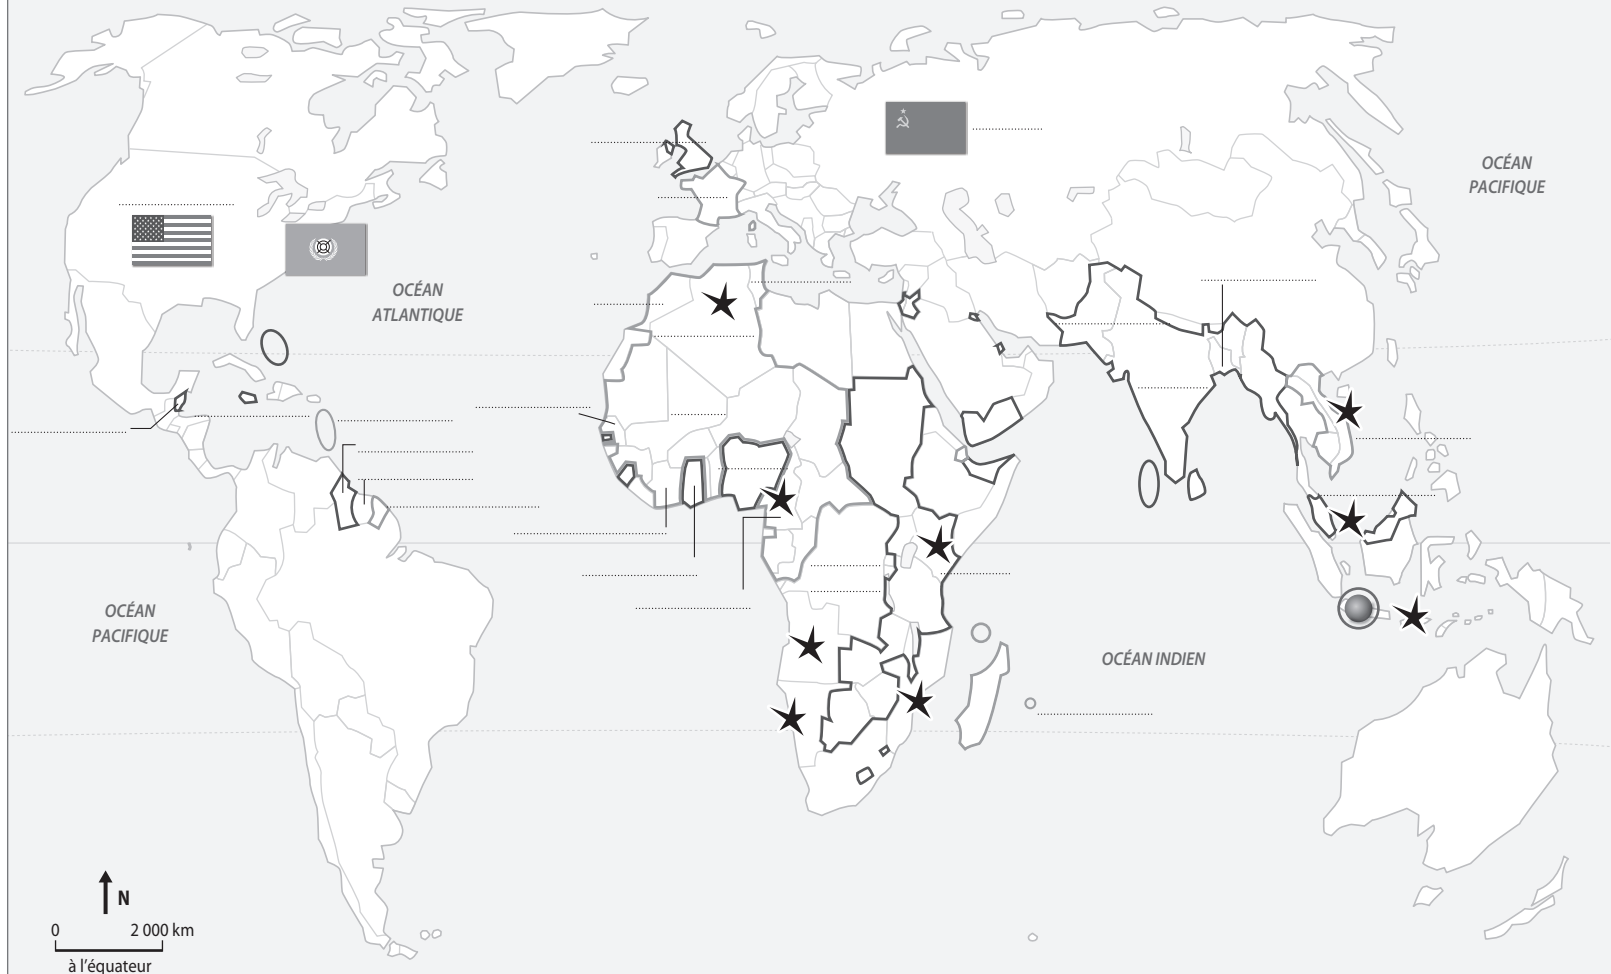 OCÉAN
PACIFIQUE
OCÉAN
ATLANTIQUE
OCÉAN
PACIFIQUE
OCÉAN INDIEN
N
0 2 000 km
à l'équateur